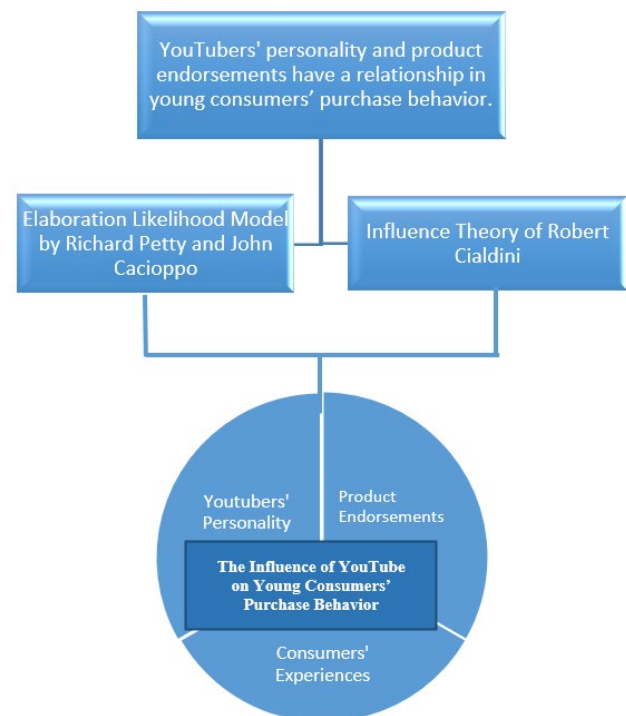 YouTubers' personality and product
endorsements have a relationship in
young consumers’ purchase behavior.
Elaboration Likelihood Model
by Richard Petty and John
Cacioppo
Influence Theory of Robert
Cialdini
Youtubers'
Personality
Product
Endorsements
The Influence of YouTube
on Young Consumers’
Purchase Behavior
Consumers'
Experiences